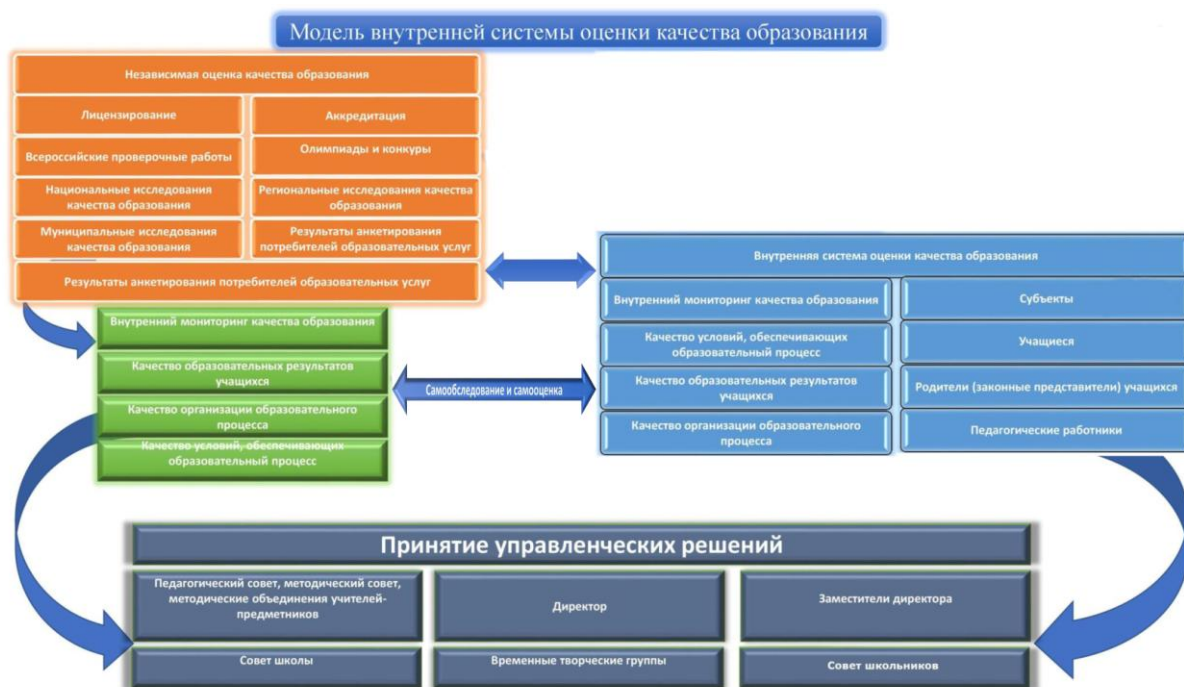 Модель внутренней системы оценки качества образования
Независимая оценка качества образования
Лицензирование
Аккредитация
Всероссийские проверочные работы
Олимпиады и конкуры
Национальные исследования
качества образования
Региональные исследования качества
образования
Муниципальные исследования
качества образования
Результаты анкетирования
потребителей образовательных услуг
Результаты анкетирования потребителей образовательных услуг
Внутренняя система оценки качества образования
Внутренний мониторинг качества образования
Субъекты
Качество условий, обеспечивающих
образовательный процесс
Учащиеся
Качество образовательных результатов
учащихся
Родители (законные представители) учащихся
Качество организации образовательного
процесса
Педагогические работники
Внутренний мониторинг качества образования
Качество образовательных результатов
учащихся
Качество организации образовательного
процесса
Качество условий, обеспечивающих
образовательный процесс
Самообследование и самооценка
Принятие управленческих решений
Педагогический совет, методический совет,
методические объединения учителей-
предметников
Директор
Заместители директора
Совет школы
Временные творческие группы
Совет школьников